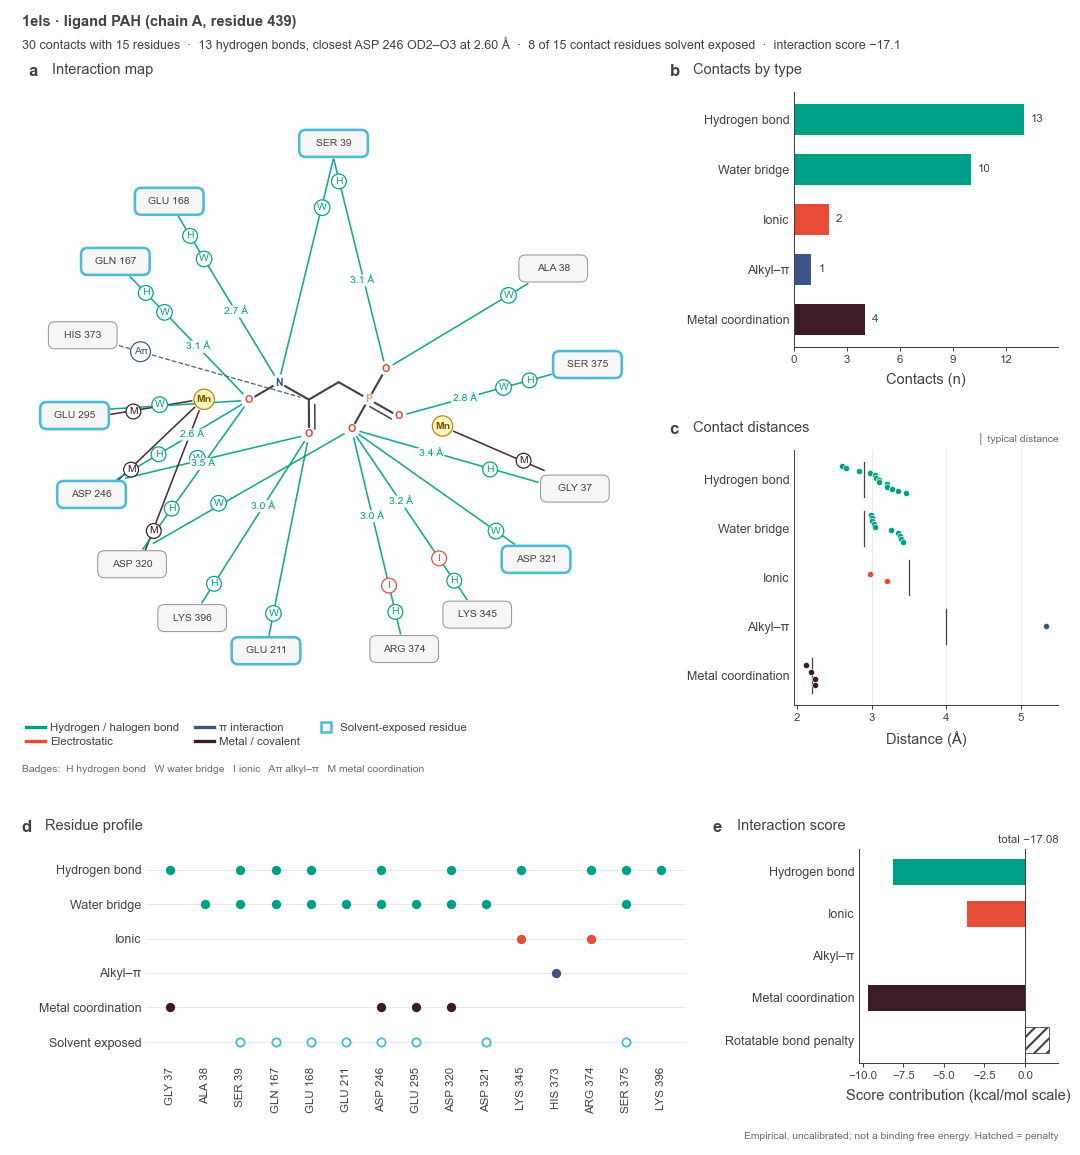 1els · ligand PAH (chain A, residue 439)
30 contacts with 15 residues · 13 hydrogen bonds, closest ASP 246 OD2–O3 at 2.60 Å · 8 of 15 contact residues solvent exposed · interaction score −17.1
a Interaction map
SER 39
H
W
GLU 168
H
W
GLN 167
H
W
3.1 Å
ALA 38
W
2.7 Å
3.1 Å
HIS 373
Aπ
SER 375
H
W
2.8 Å
O
N
P
O
O
O
O
Mn
Mn
GLU 295
M
W
2.6 Å
H
W
3.5 Å
M
ASP 246
3.4 Å
H
M
GLY 37
H
W
M
ASP 320
3.0 Å
3.2 Å
3.0 Å
W
ASP 321
H
LYS 396
W
GLU 211
I
H
ARG 374
I
H
LYS 345
Hydrogen / halogen bond
π interaction
Solvent-exposed residue
Electrostatic
Metal / covalent
Badges: H hydrogen bond W water bridge I ionic Aπ alkyl–π M metal coordination
b Contacts by type
Hydrogen bond 13
Water bridge 10
Ionic 2
Alkyl–π 1
Metal coordination 4
0 3 6 9 12
Contacts (n)
c Contact distances
typical distance
Hydrogen bond
Water bridge
Ionic
Alkyl–π
Metal coordination
2 3 4 5
Distance (Å)
d Residue profile
Hydrogen bond
Water bridge
Ionic
Alkyl–π
Metal coordination
Solvent exposed
GLY 37
ALA 38
SER 39
GLN 167
GLU 168
GLU 211
ASP 246
GLU 295
ASP 320
ASP 321
LYS 345
HIS 373
ARG 374
SER 375
LYS 396
e Interaction score
total −17.08
Hydrogen bond
Ionic
Alkyl–π
Metal coordination
Rotatable bond penalty
−10.0 −7.5 −5.0 −2.5 0.0
Score contribution (kcal/mol scale)
Empirical, uncalibrated; not a binding free energy. Hatched = penalty